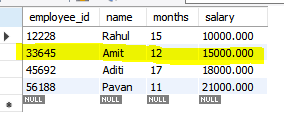 employee_id name months salary
12228 Rahul 15 10000.000
33645 Amit 12 15000.000
45692 Aditi 17 18000.000
56188 Pavan 11 21000.000
NULL NULL NULL NULL